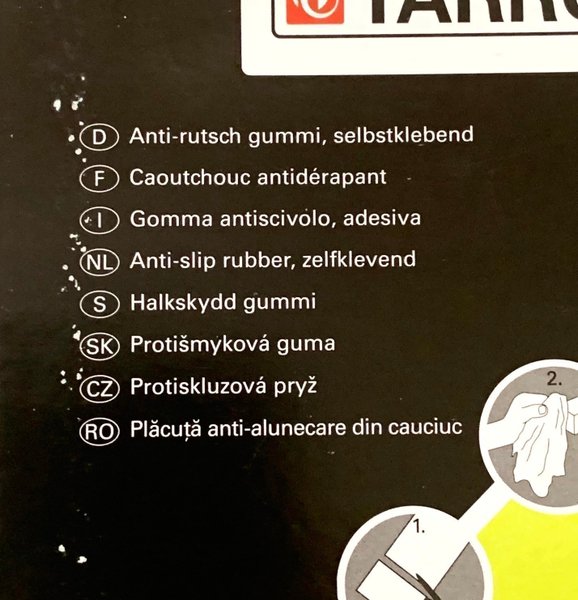 D Anti-rutsch gummi, selbstklebend
F Caoutchouc antidérapant
I Gomma antiscivolo, adesiva
NL Anti-slip rubber, zelfklevend
S Halkskydd gummi
SK Protišmyková guma
CZ Protiskluzová pryž
RO Plăcuță anti-alunecare din cauciuc
2.
1.